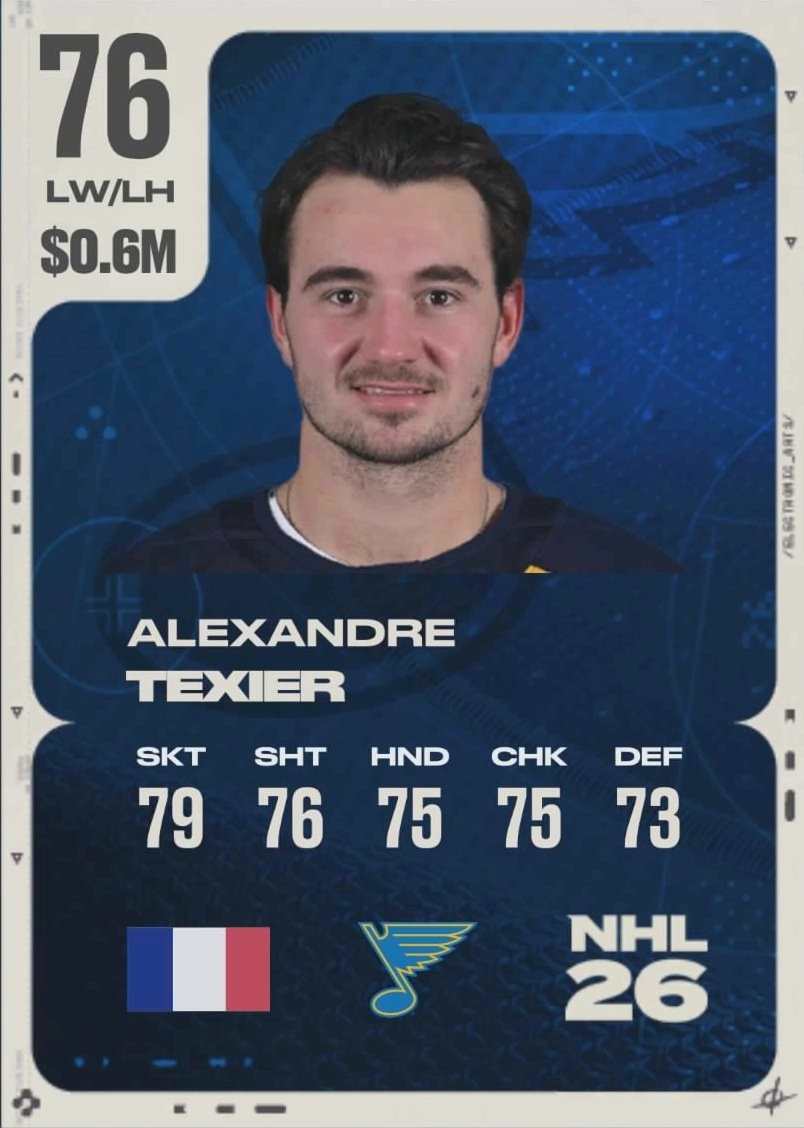 76
LW/LH
$0.6M
/ELECTRONIC_ARTS/
ALEXANDRE
TEXIER
SKT SHT HND CHK DEF
79 76 75 75 73
NHL
26